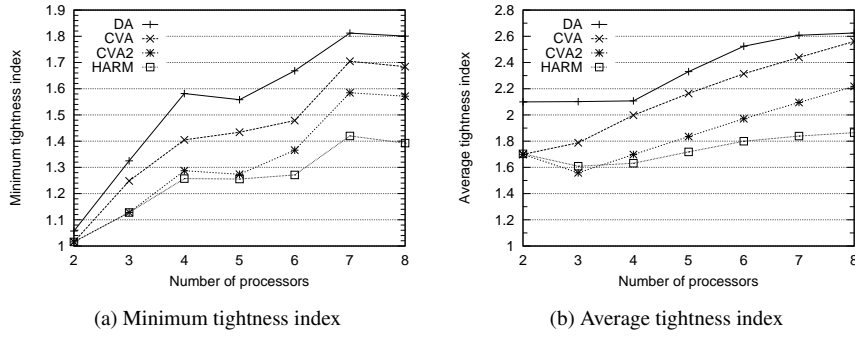 1.9
1.8
1.7
1.6
1.5
1.4
1.3
1.2
1.1
1
Minimum tightness index
DA
CVA
CVA2
HARM
2 3 4 5 6 7 8
Number of processors
(a) Minimum tightness index
2.8
2.6
2.4
2.2
2
1.8
1.6
1.4
1.2
1
Average tightness index
DA
CVA
CVA2
HARM
2 3 4 5 6 7 8
Number of processors
(b) Average tightness index